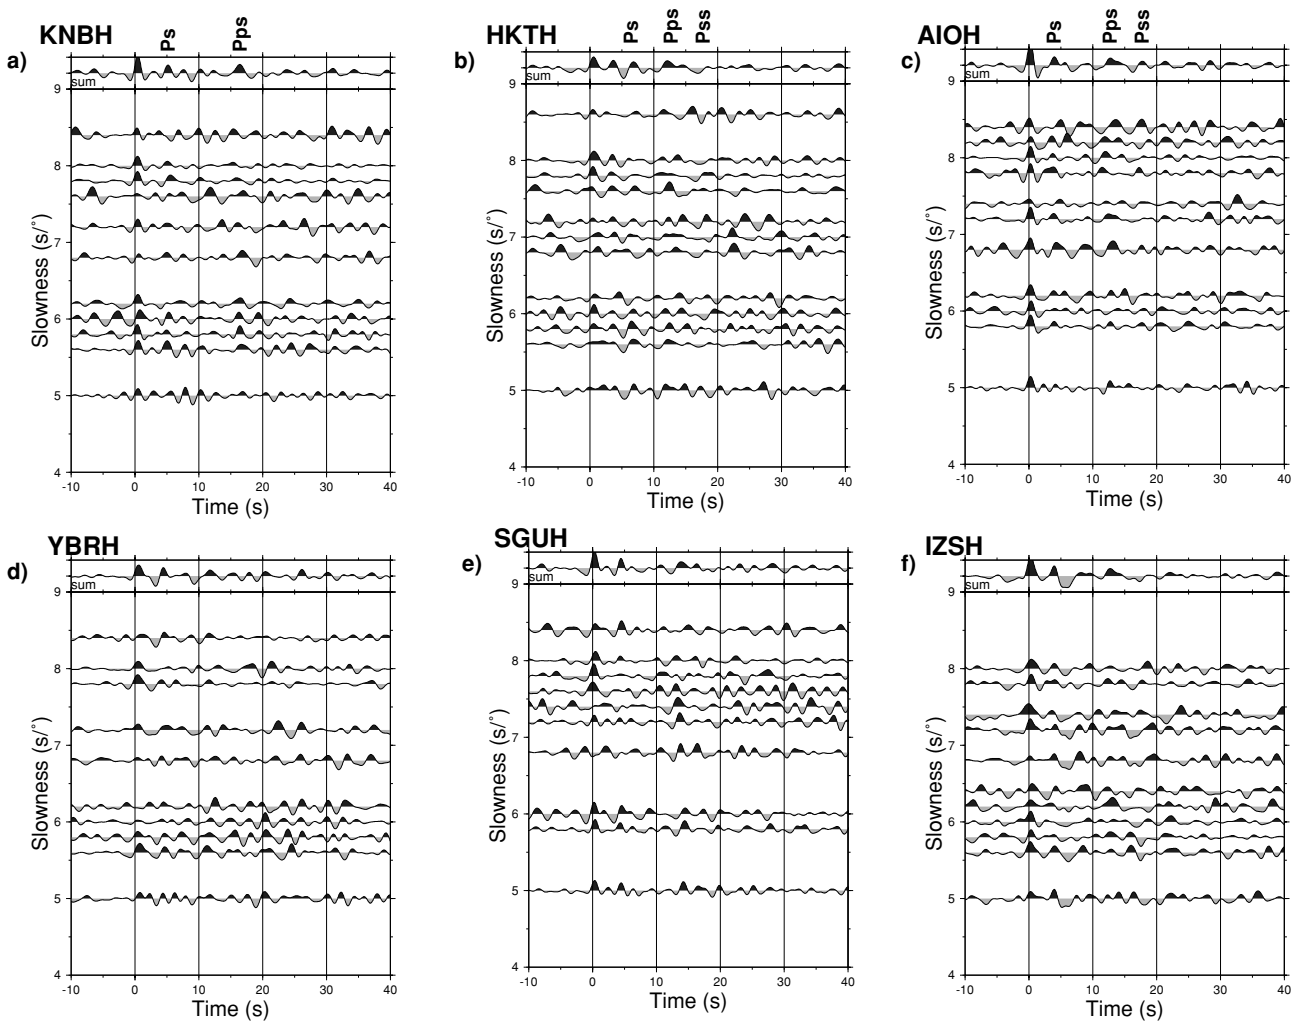 a)
KNBH
Ps
Pps
sum
9
8
7
6
5
4
Slowness (s/°)
-10 0 10 20 30 40
Time (s)
b)
HKTH
Ps
Pps
Pss
sum
9
8
7
6
5
4
Slowness (s/°)
-10 0 10 20 30 40
Time (s)
c)
AIOH
Ps
Pps
Pss
sum
9
8
7
6
5
4
Slowness (s/°)
-10 0 10 20 30 40
Time (s)
d)
YBRH
sum
9
8
7
6
5
4
Slowness (s/°)
-10 0 10 20 30 40
Time (s)
e)
SGUH
sum
9
8
7
6
5
4
Slowness (s/°)
-10 0 10 20 30 40
Time (s)
f)
IZSH
sum
9
8
7
6
5
4
Slowness (s/°)
-10 0 10 20 30 40
Time (s)